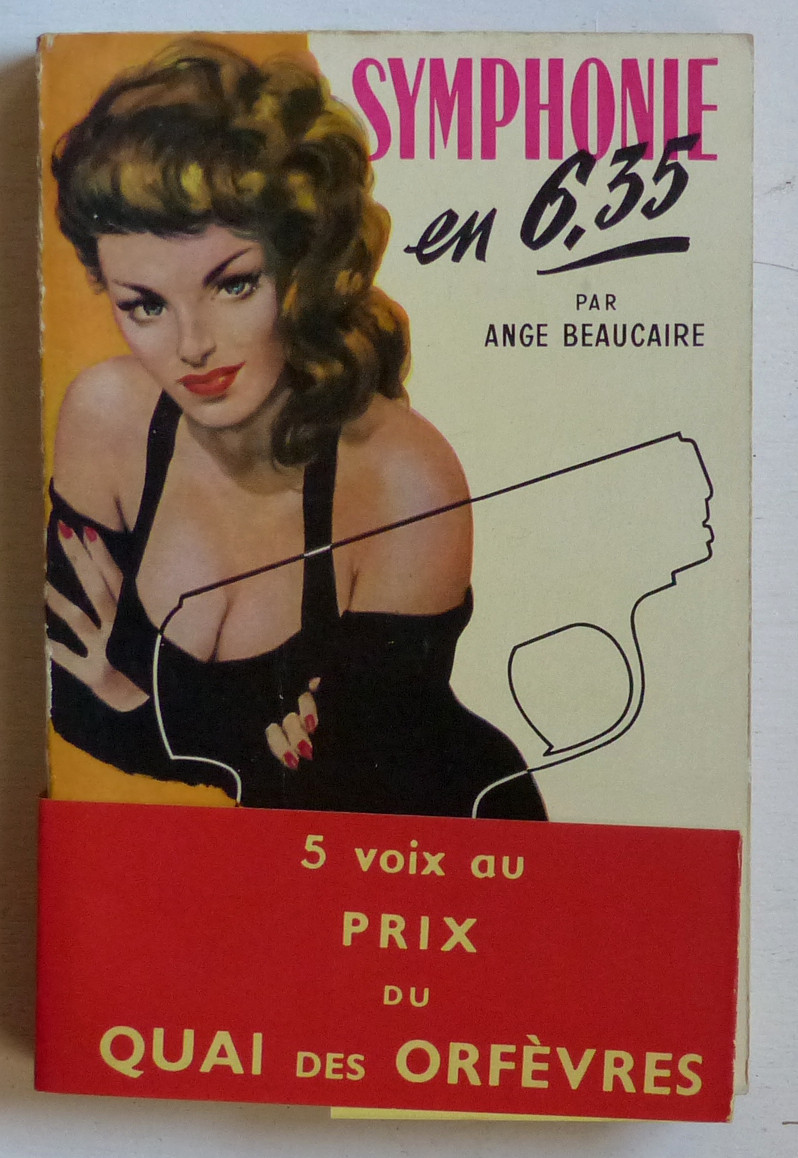 SYMPHONIE
en 6,35
PAR
ANGE BEAUCAIRE
5 voix au
PRIX
DU
QUAI DES ORFÈVRES